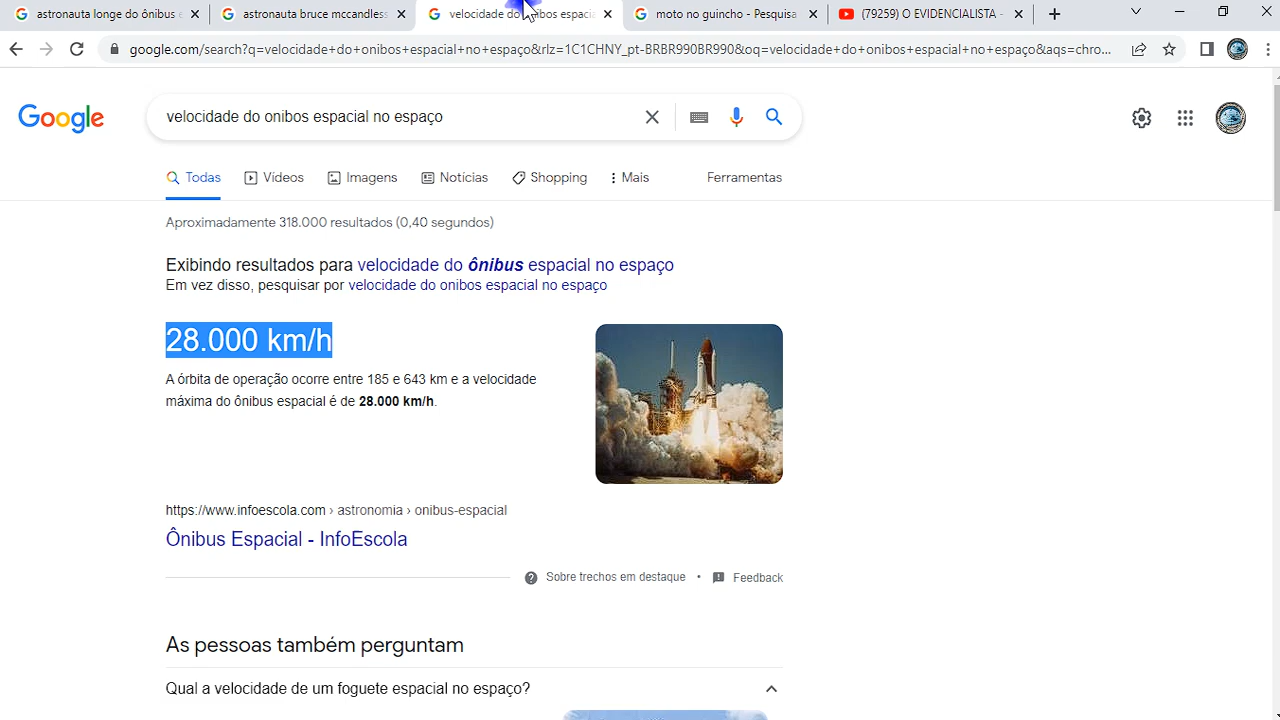 astronauta longe do ônibus e
astronauta bruce mccandless
velocidade do onibos espacia
moto no guincho - Pesquisa
(79259) O EVIDENCIALISTA -
google.com/search?q=velocidade+do+onibos+espacial+no+espaço&rlz=1C1CHNY_pt-BRBR990BR990&oq=velocidade+do+onibos+espacial+no+espaço&aqs=chro...
Google
velocidade do onibos espacial no espaço
Todas
Vídeos
Imagens
Notícias
Shopping
Mais
Ferramentas
Aproximadamente 318.000 resultados (0,40 segundos)
Exibindo resultados para velocidade do ônibus espacial no espaço
Em vez disso, pesquisar por velocidade do onibos espacial no espaço
28.000 km/h
A órbita de operação ocorre entre 185 e 643 km e a velocidade
máxima do ônibus espacial é de 28.000 km/h.
https://www.infoescola.com › astronomia › onibus-espacial
Ônibus Espacial - InfoEscola
Sobre trechos em destaque • Feedback
As pessoas também perguntam
Qual a velocidade de um foguete espacial no espaço?